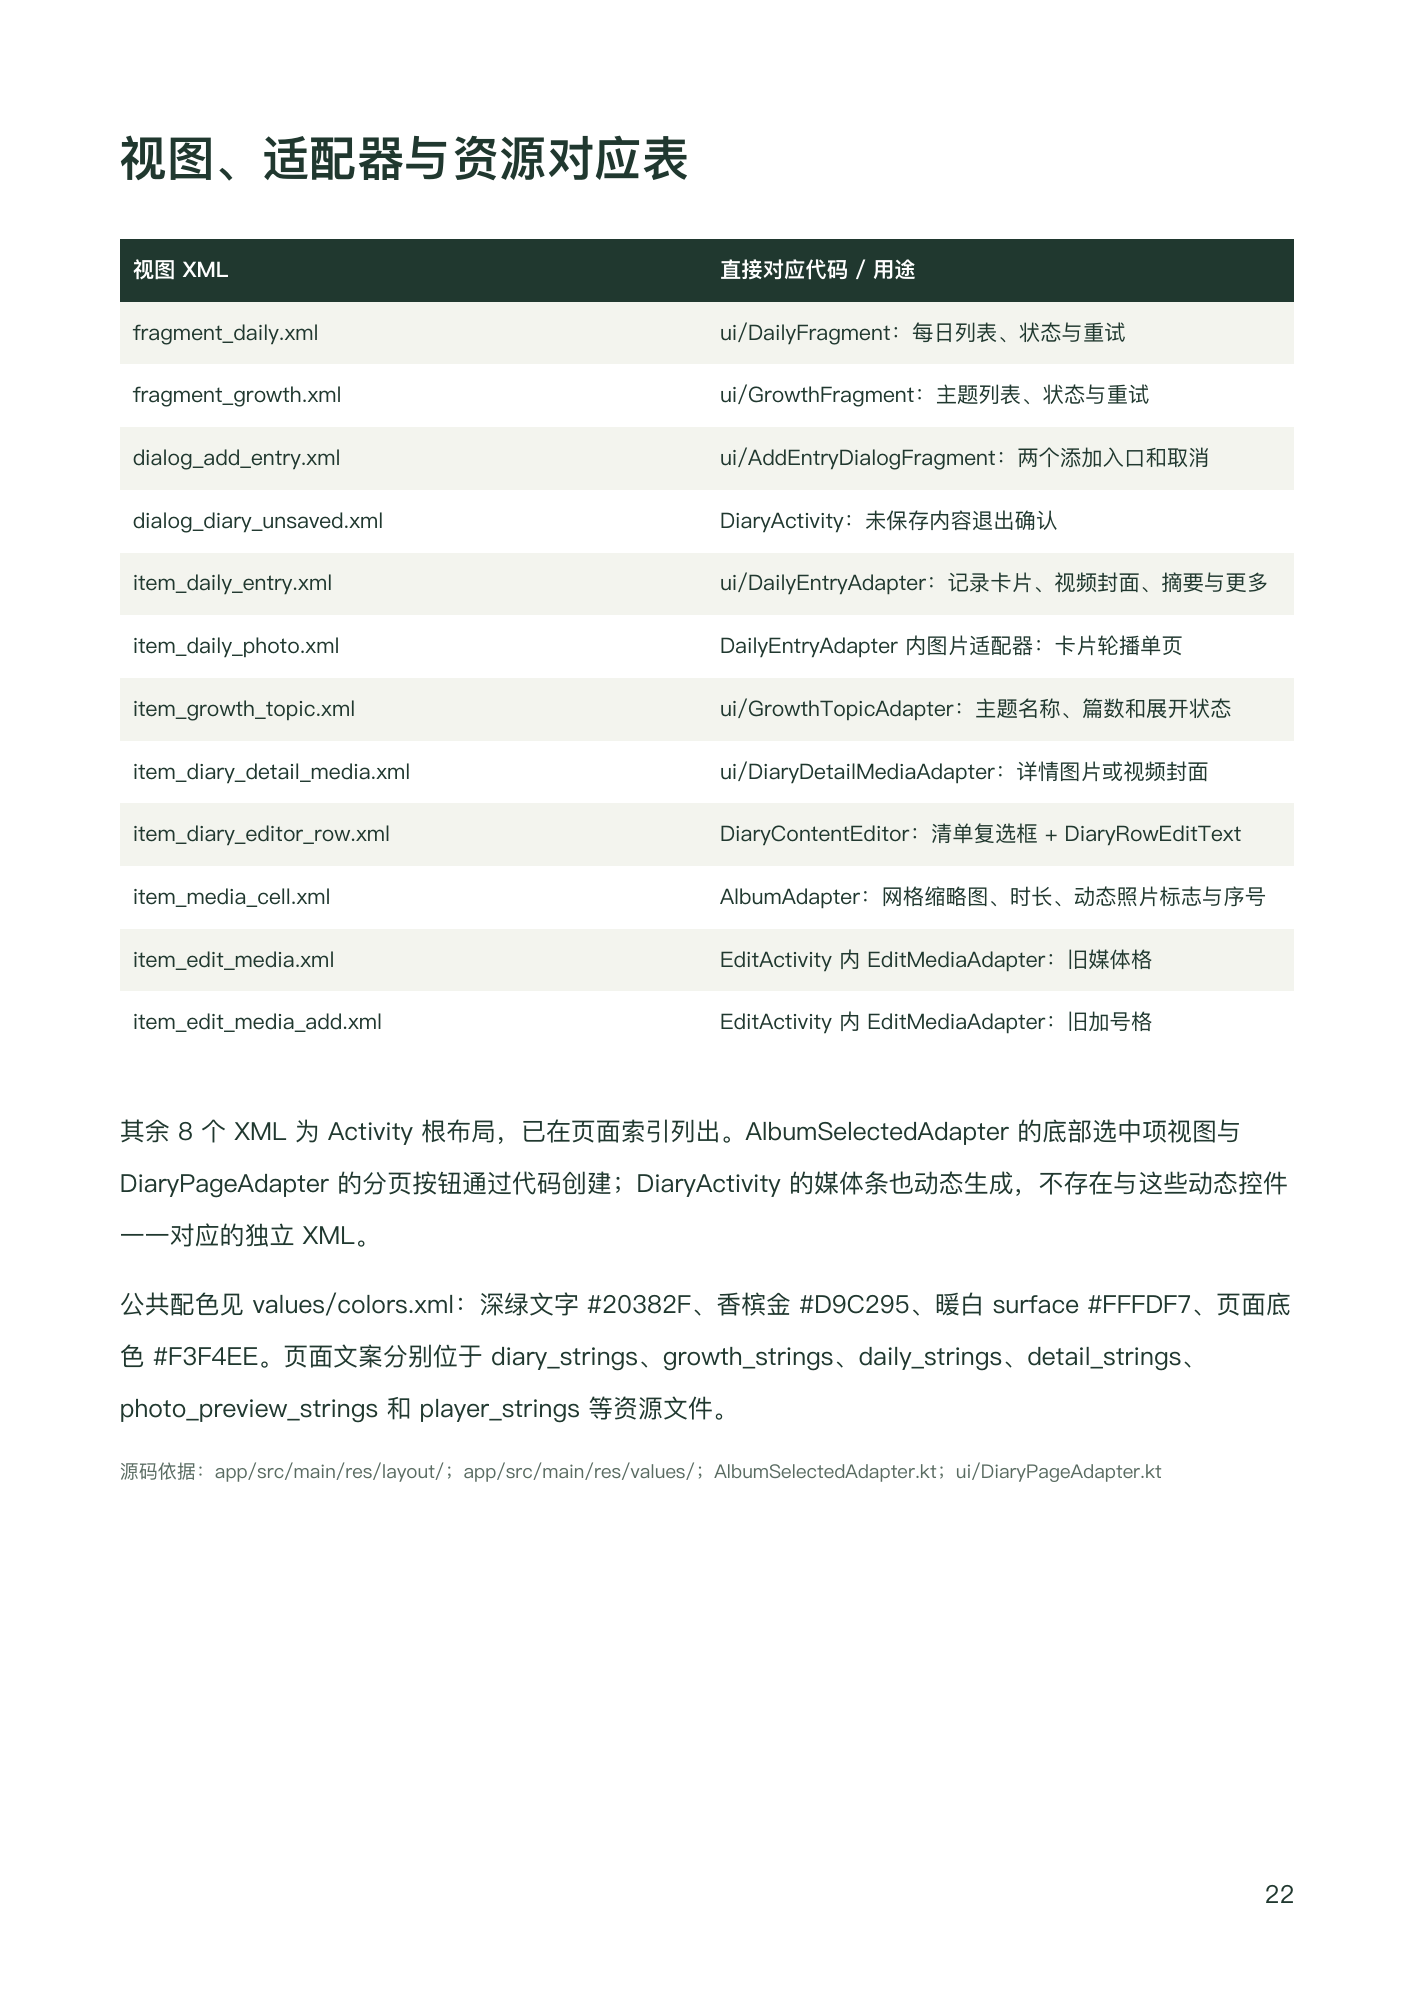 视图、适配器与资源对应表
视图 XML 直接对应代码 / 用途
fragment_daily.xml ui/DailyFragment：每日列表、状态与重试
fragment_growth.xml ui/GrowthFragment：主题列表、状态与重试
dialog_add_entry.xml ui/AddEntryDialogFragment：两个添加入口和取消
dialog_diary_unsaved.xml DiaryActivity：未保存内容退出确认
item_daily_entry.xml ui/DailyEntryAdapter：记录卡片、视频封面、摘要与更多
item_daily_photo.xml DailyEntryAdapter 内图片适配器：卡片轮播单页
item_growth_topic.xml ui/GrowthTopicAdapter：主题名称、篇数和展开状态
item_diary_detail_media.xml ui/DiaryDetailMediaAdapter：详情图片或视频封面
item_diary_editor_row.xml DiaryContentEditor：清单复选框 + DiaryRowEditText
item_media_cell.xml AlbumAdapter：网格缩略图、时长、动态照片标志与序号
item_edit_media.xml EditActivity 内 EditMediaAdapter：旧媒体格
item_edit_media_add.xml EditActivity 内 EditMediaAdapter：旧加号格
其余 8 个 XML 为 Activity 根布局，已在页面索引列出。AlbumSelectedAdapter 的底部选中项视图与
DiaryPageAdapter 的分页按钮通过代码创建；DiaryActivity 的媒体条也动态生成，不存在与这些动态控件
一一对应的独立 XML。
公共配色见 values/colors.xml：深绿文字 #20382F、香槟金 #D9C295、暖白 surface #FFFDF7、页面底
色 #F3F4EE。页面文案分别位于 diary_strings、growth_strings、daily_strings、detail_strings、
photo_preview_strings 和 player_strings 等资源文件。
源码依据：app/src/main/res/layout/；app/src/main/res/values/；AlbumSelectedAdapter.kt；ui/DiaryPageAdapter.kt
22